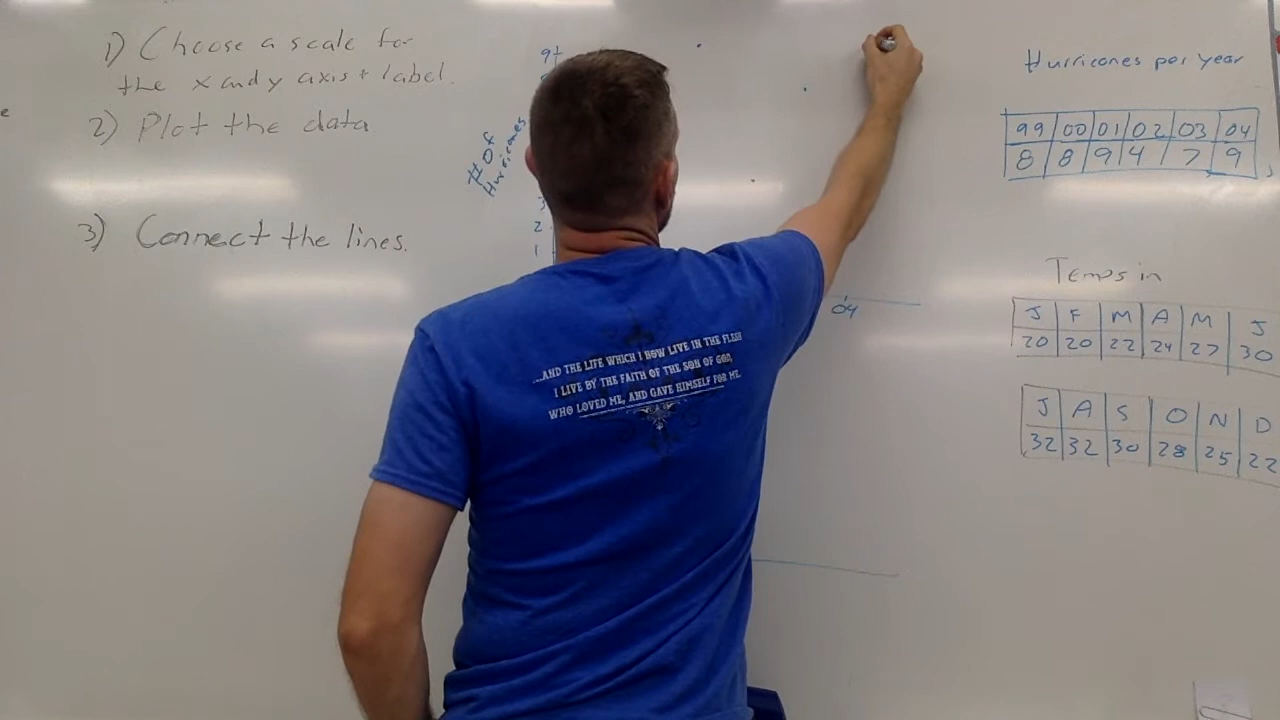 1) Choose a scale for
the x and y axis + label.
2) Plot the data
3) Connect the lines.
# of
Hurricanes
9
3
2
1
04
Hurricanes per year
99 00 01 02 03 04
8 8 9 4 7 9
Temps in
J F M A M J
20 20 22 24 27 30
J A S O N D
32 32 30 28 25 22
...AND THE LIFE WHICH I NOW LIVE IN THE FLESH
I LIVE BY THE FAITH OF THE SON OF GOD,
WHO LOVED ME, AND GAVE HIMSELF FOR ME.
e